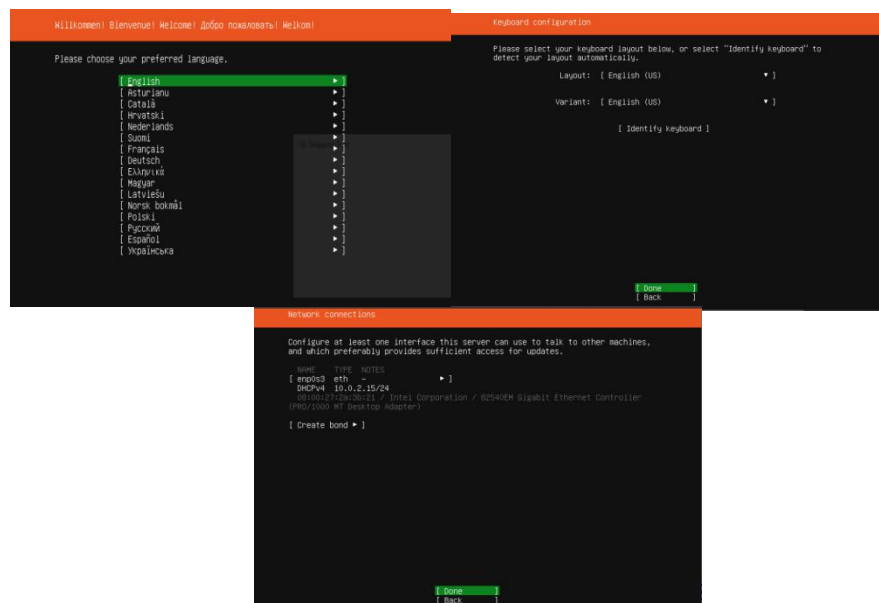 Willkommen! Bienvenue! Welcome! Добро пожаловать! Welkom!
Please choose your preferred language.
[ English ▸ ]
[ Asturianu ▸ ]
[ Català ▸ ]
[ Hrvatski ▸ ]
[ Nederlands ▸ ]
[ Suomi ▸ ]
[ Français ▸ ]
[ Deutsch ▸ ]
[ Ελληνικά ▸ ]
[ Magyar ▸ ]
[ Latviešu ▸ ]
[ Norsk bokmål ▸ ]
[ Polski ▸ ]
[ Русский ▸ ]
[ Español ▸ ]
[ Українська ▸ ]
Keyboard configuration
Please select your keyboard layout below, or select "Identify keyboard" to
detect your layout automatically.
Layout: [ English (US) ▾ ]
Variant: [ English (US) ▾ ]
[ Identify keyboard ]
[ Done ]
[ Back ]
Network connections
Configure at least one interface this server can use to talk to other machines,
and which preferably provides sufficient access for updates.
NAME TYPE NOTES
[ enp0s3 eth - ▸ ]
DHCPv4 10.0.2.15/24
08:00:27:2a:3b:21 / Intel Corporation / 82540EM Gigabit Ethernet Controller
(PRO/1000 MT Desktop Adapter)
[ Create bond ▸ ]
[ Done ]
[ Back ]